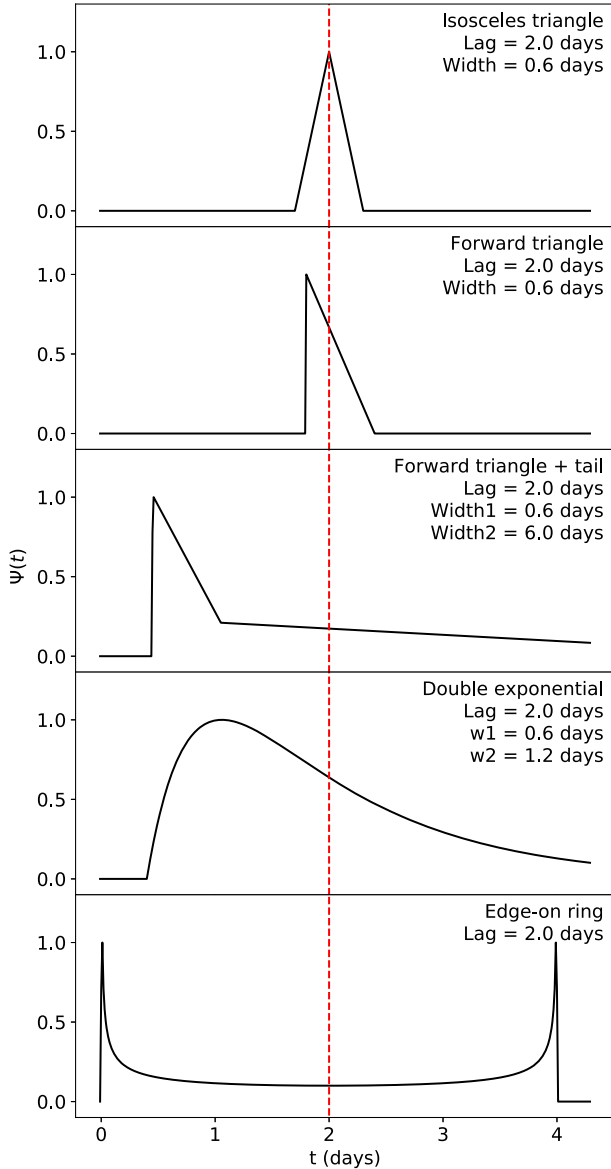 Isosceles triangle
Lag = 2.0 days
Width = 0.6 days
1.0
0.5
0.0
Forward triangle
Lag = 2.0 days
Width = 0.6 days
1.0
0.5
0.0
Forward triangle + tail
Lag = 2.0 days
Width1 = 0.6 days
Width2 = 6.0 days
1.0
0.5
0.0
Ψ(t)
Double exponential
Lag = 2.0 days
w1 = 0.6 days
w2 = 1.2 days
1.0
0.5
0.0
Edge-on ring
Lag = 2.0 days
1.0
0.5
0.0
0 1 2 3 4
t (days)